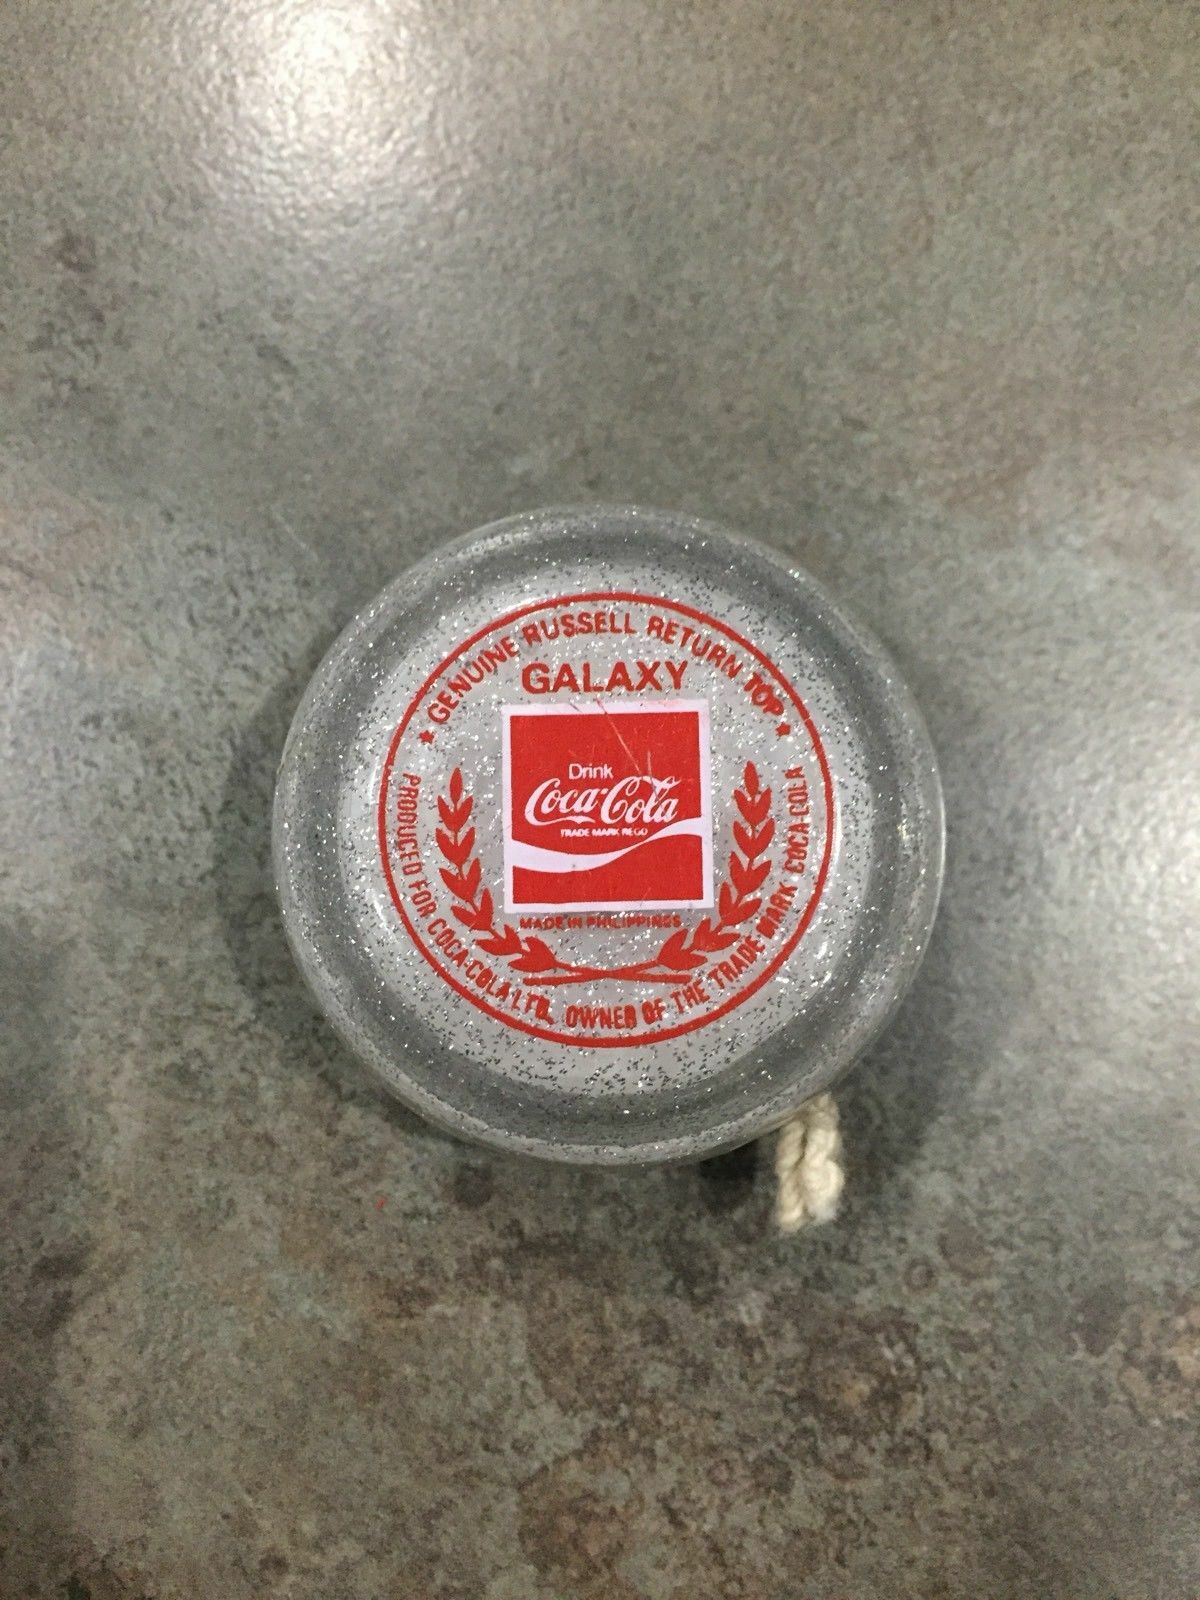 ★ GENUINE RUSSELL RETURN TOP ★
GALAXY
Drink
Coca-Cola
TRADE MARK REGD
MADE IN PHILIPPINES
PRODUCED FOR COCA-COLA LTD. OWNER OF THE TRADE MARK COCA-COLA